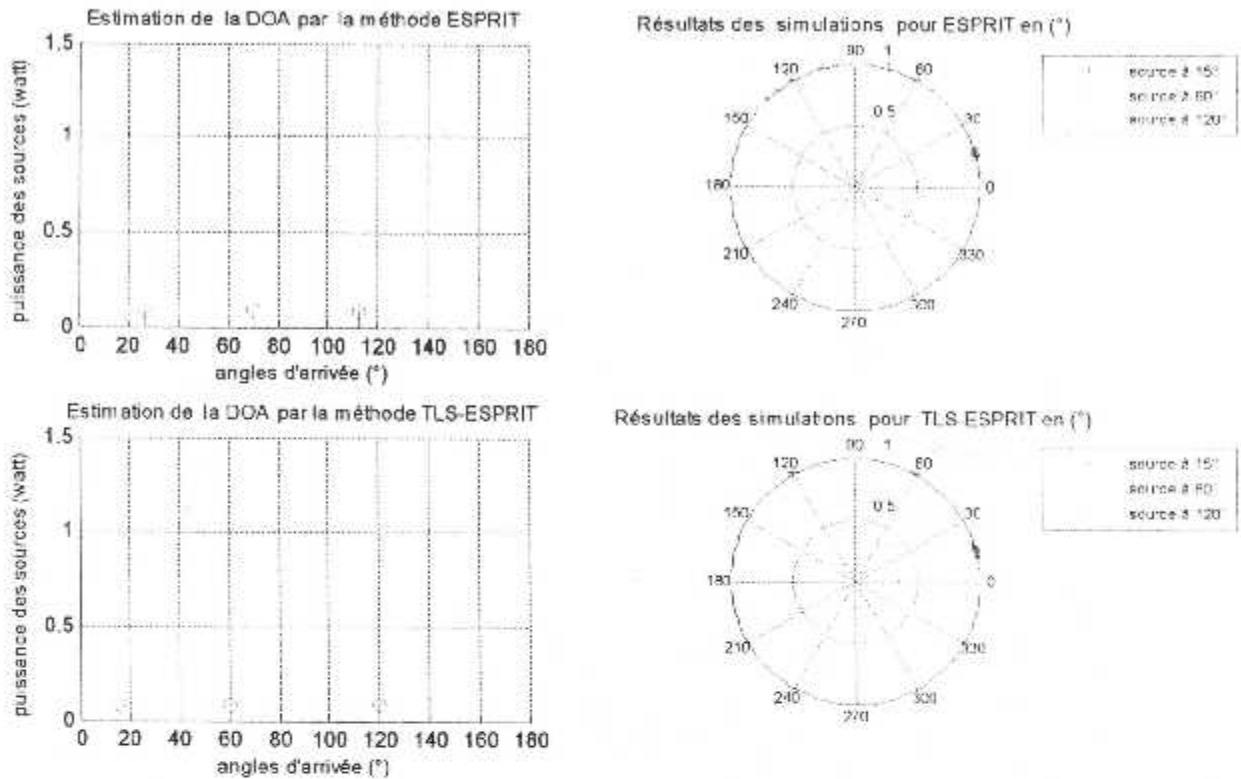 Estimation de la DOA par la méthode ESPRIT
puissance des sources (watt)
1.5
1
0.5
0
0 20 40 60 80 100 120 140 160 180
angles d'arrivée (°)
Résultats des simulations pour ESPRIT en (°)
90 1
120 60
0.5
150 30
180 0
210 330
240 300
270
source à 15°
source à 60°
source à 120°
Estimation de la DOA par la méthode TLS-ESPRIT
puissance des sources (watt)
1.5
1
0.5
0
0 20 40 60 80 100 120 140 160 180
angles d'arrivée (°)
Résultats des simulations pour TLS-ESPRIT en (°)
90 1
120 60
0.5
150 30
180 0
210 330
240 300
270
source à 15°
source à 60°
source à 120